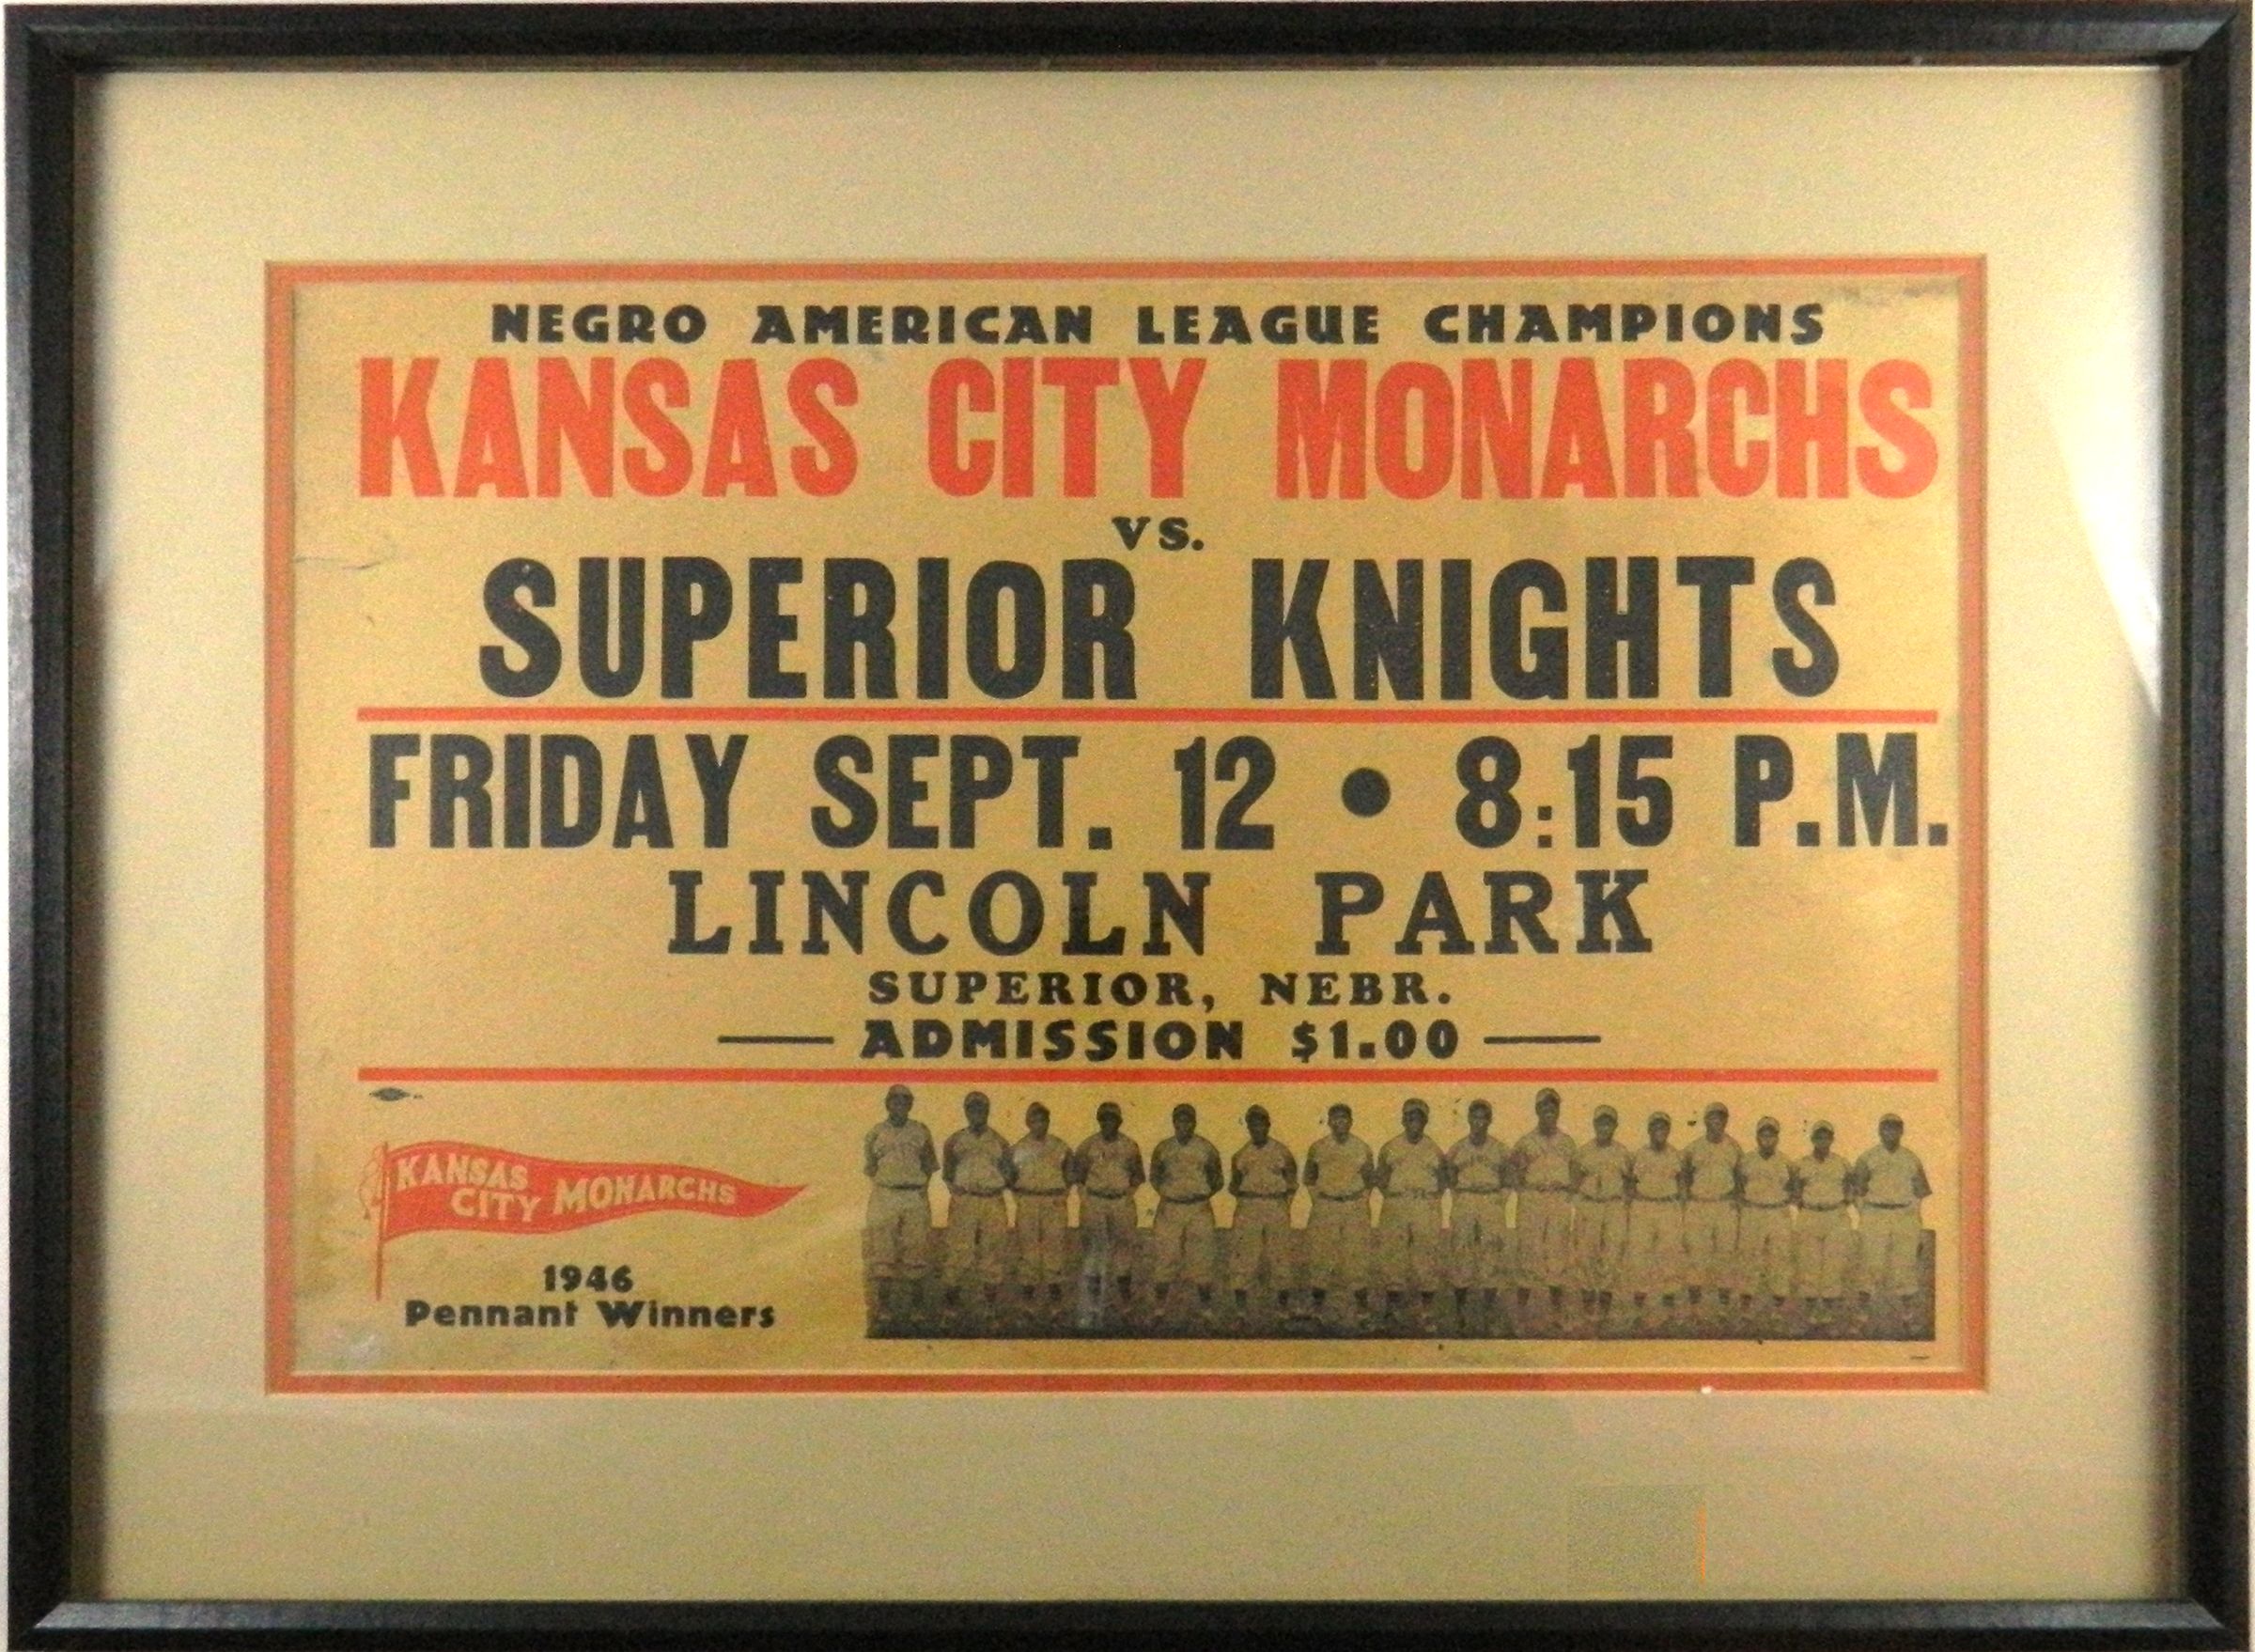 NEGRO AMERICAN LEAGUE CHAMPIONS
KANSAS CITY MONARCHS
VS.
SUPERIOR KNIGHTS
FRIDAY SEPT. 12 • 8:15 P.M.
LINCOLN PARK
SUPERIOR, NEBR.
— ADMISSION $1.00 —
KANSAS
CITY MONARCHS
1946
Pennant Winners